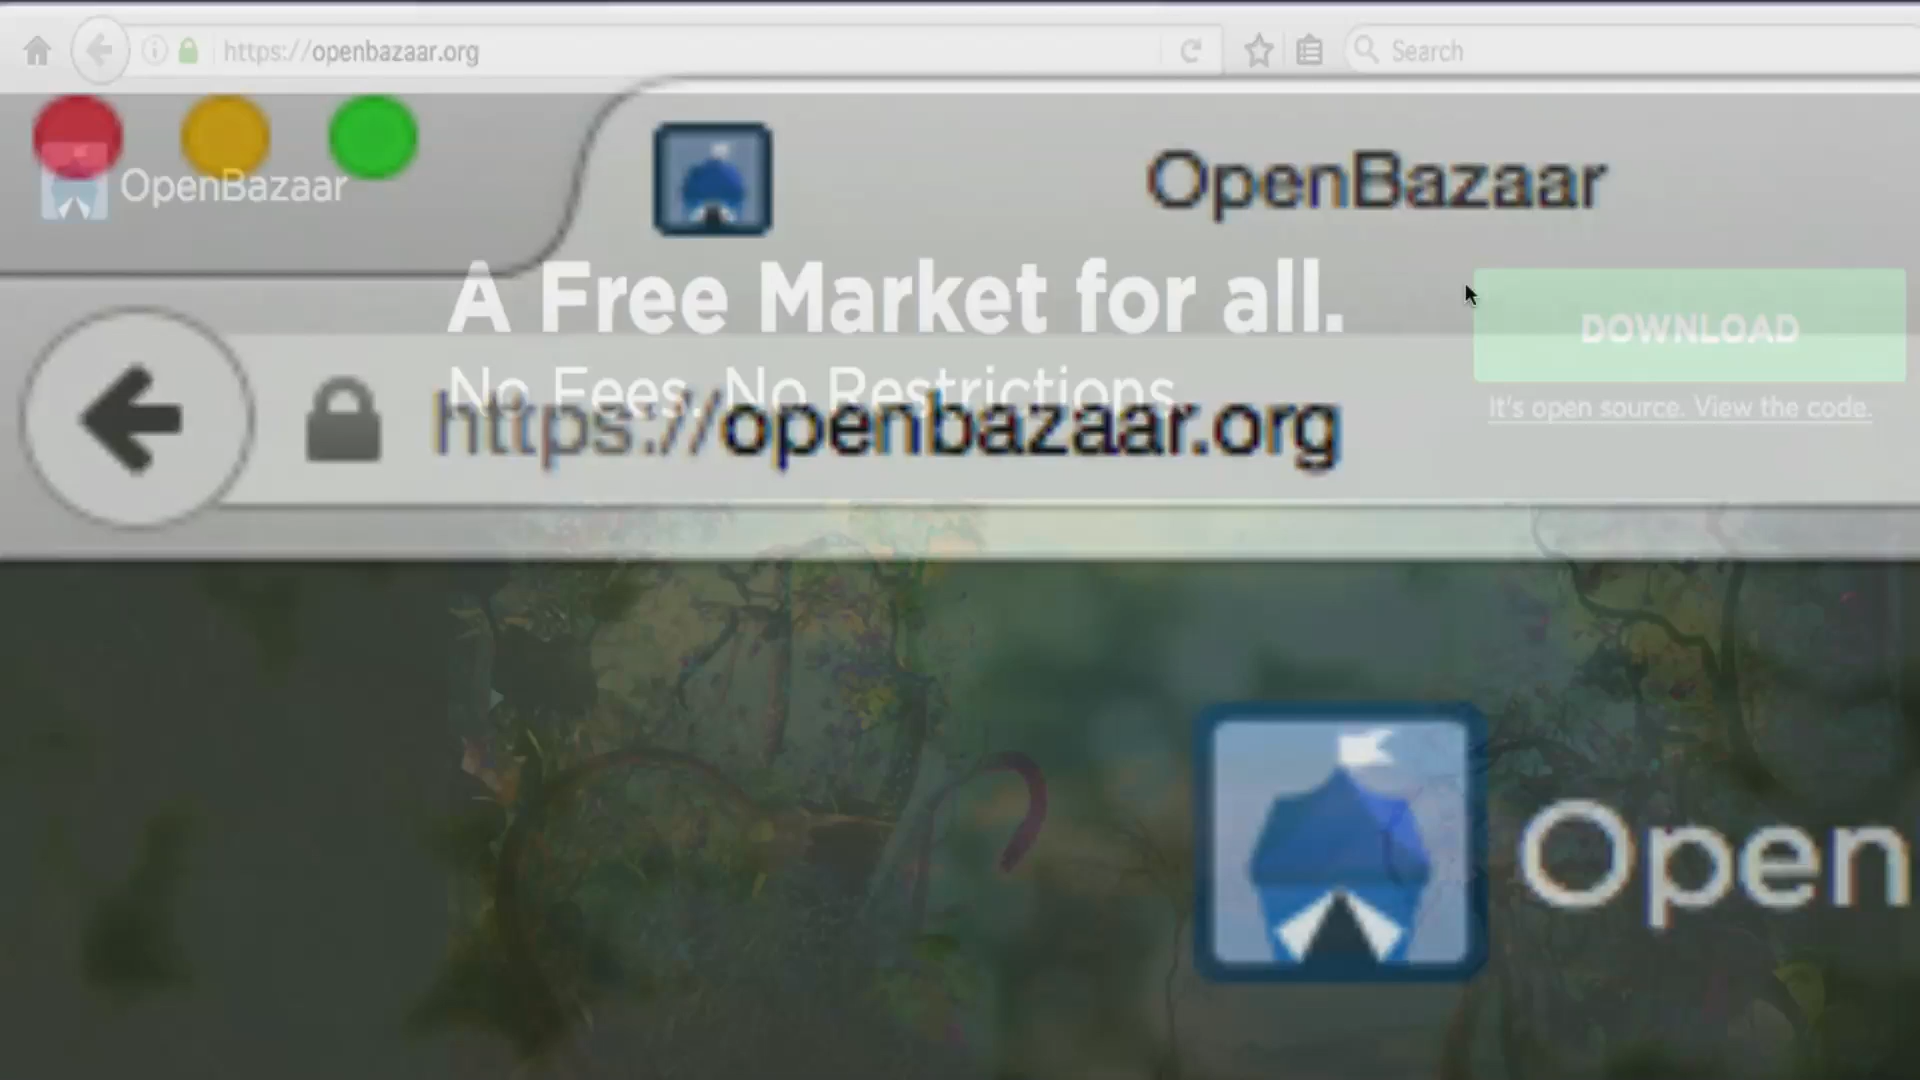 https://openbazaar.org
Search
OpenBazaar
OpenBazaar
A Free Market for all.
DOWNLOAD
No Fees. No Restrictions.
https://openbazaar.org
It's open source. View the code.
Open